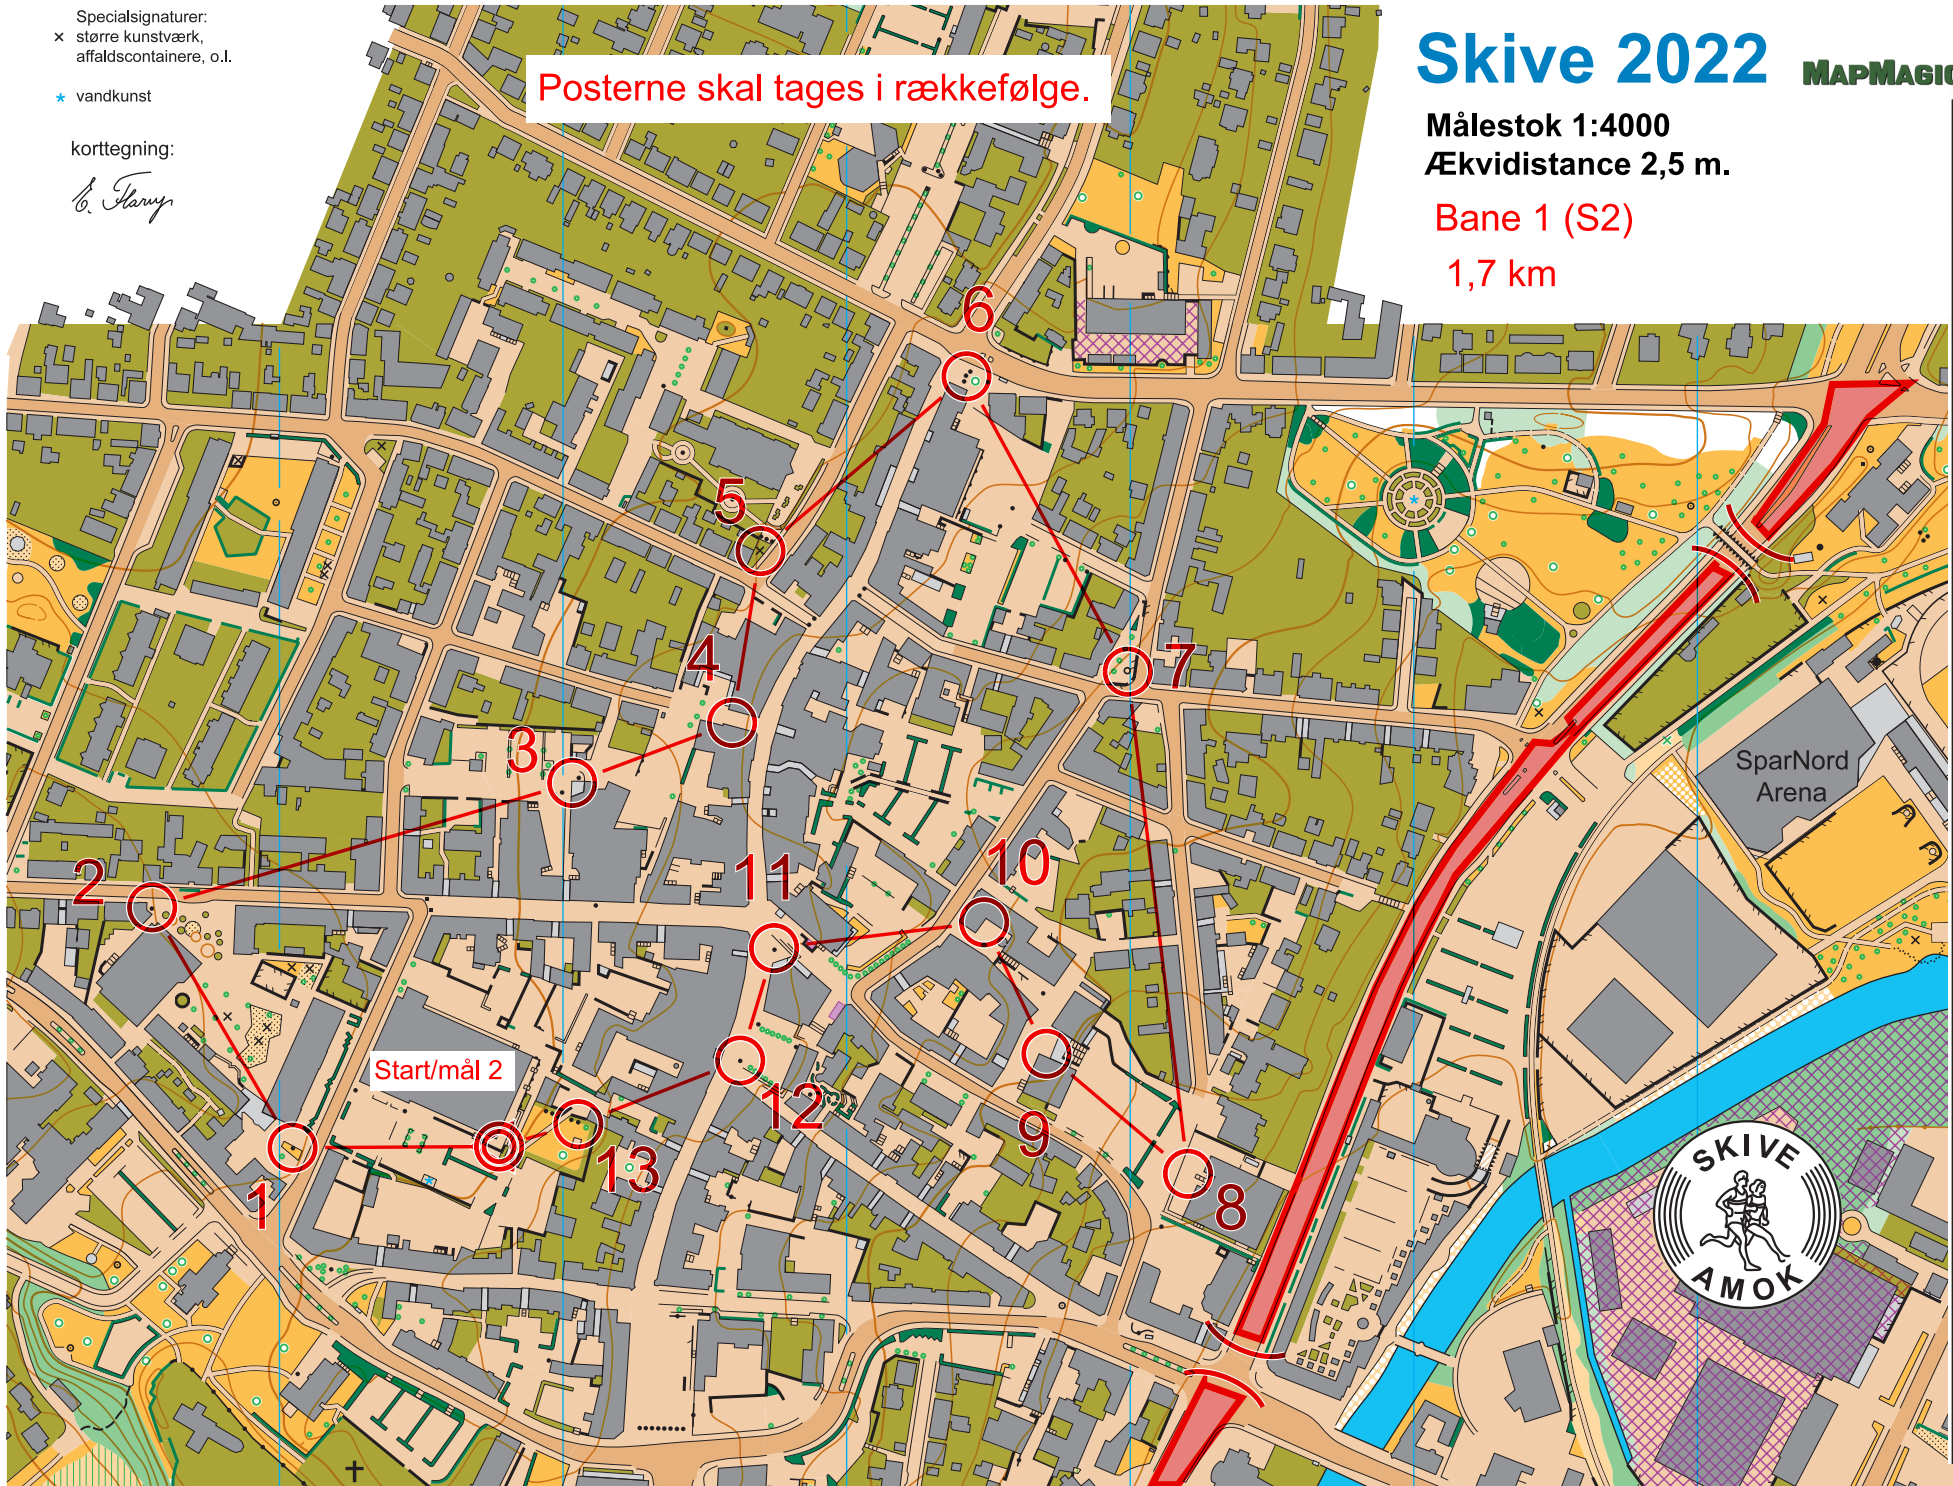 Specialsignaturer:
× større kunstværk,
affaldscontainere, o.l.
* vandkunst
korttegning:
Posterne skal tages i rækkefølge.
Skive 2022
MAPMAGIC
Målestok 1:4000
Ækvidistance 2,5 m.
Bane 1 (S2)
1,7 km
6
5
4
7
3
SparNord
Arena
2
11
10
Start/mål 2
12
9
13
1
8
SKIVE
AMOK